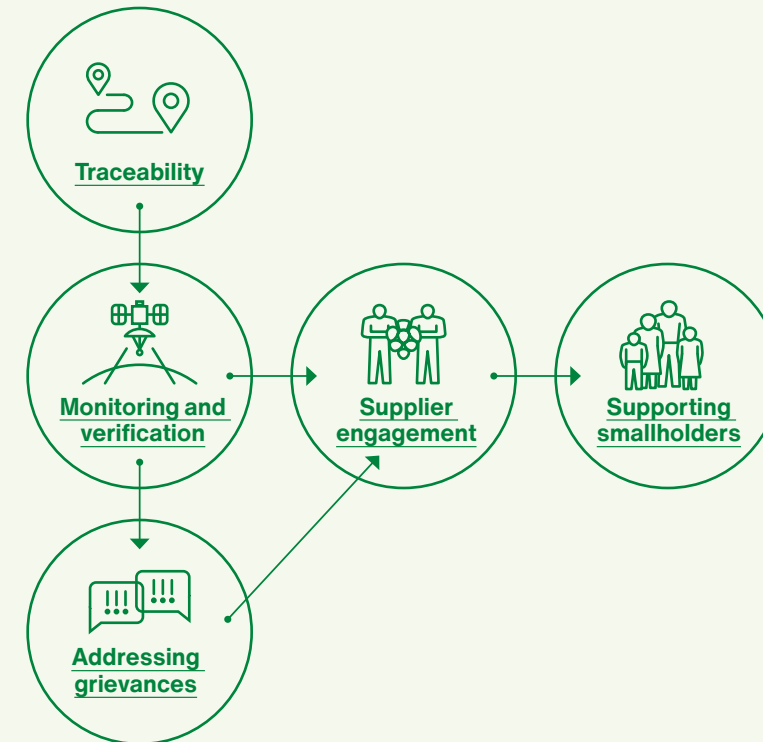 Traceability
Monitoring and
verification
Supplier
engagement
Supporting
smallholders
!!! !!!
Addressing
grievances